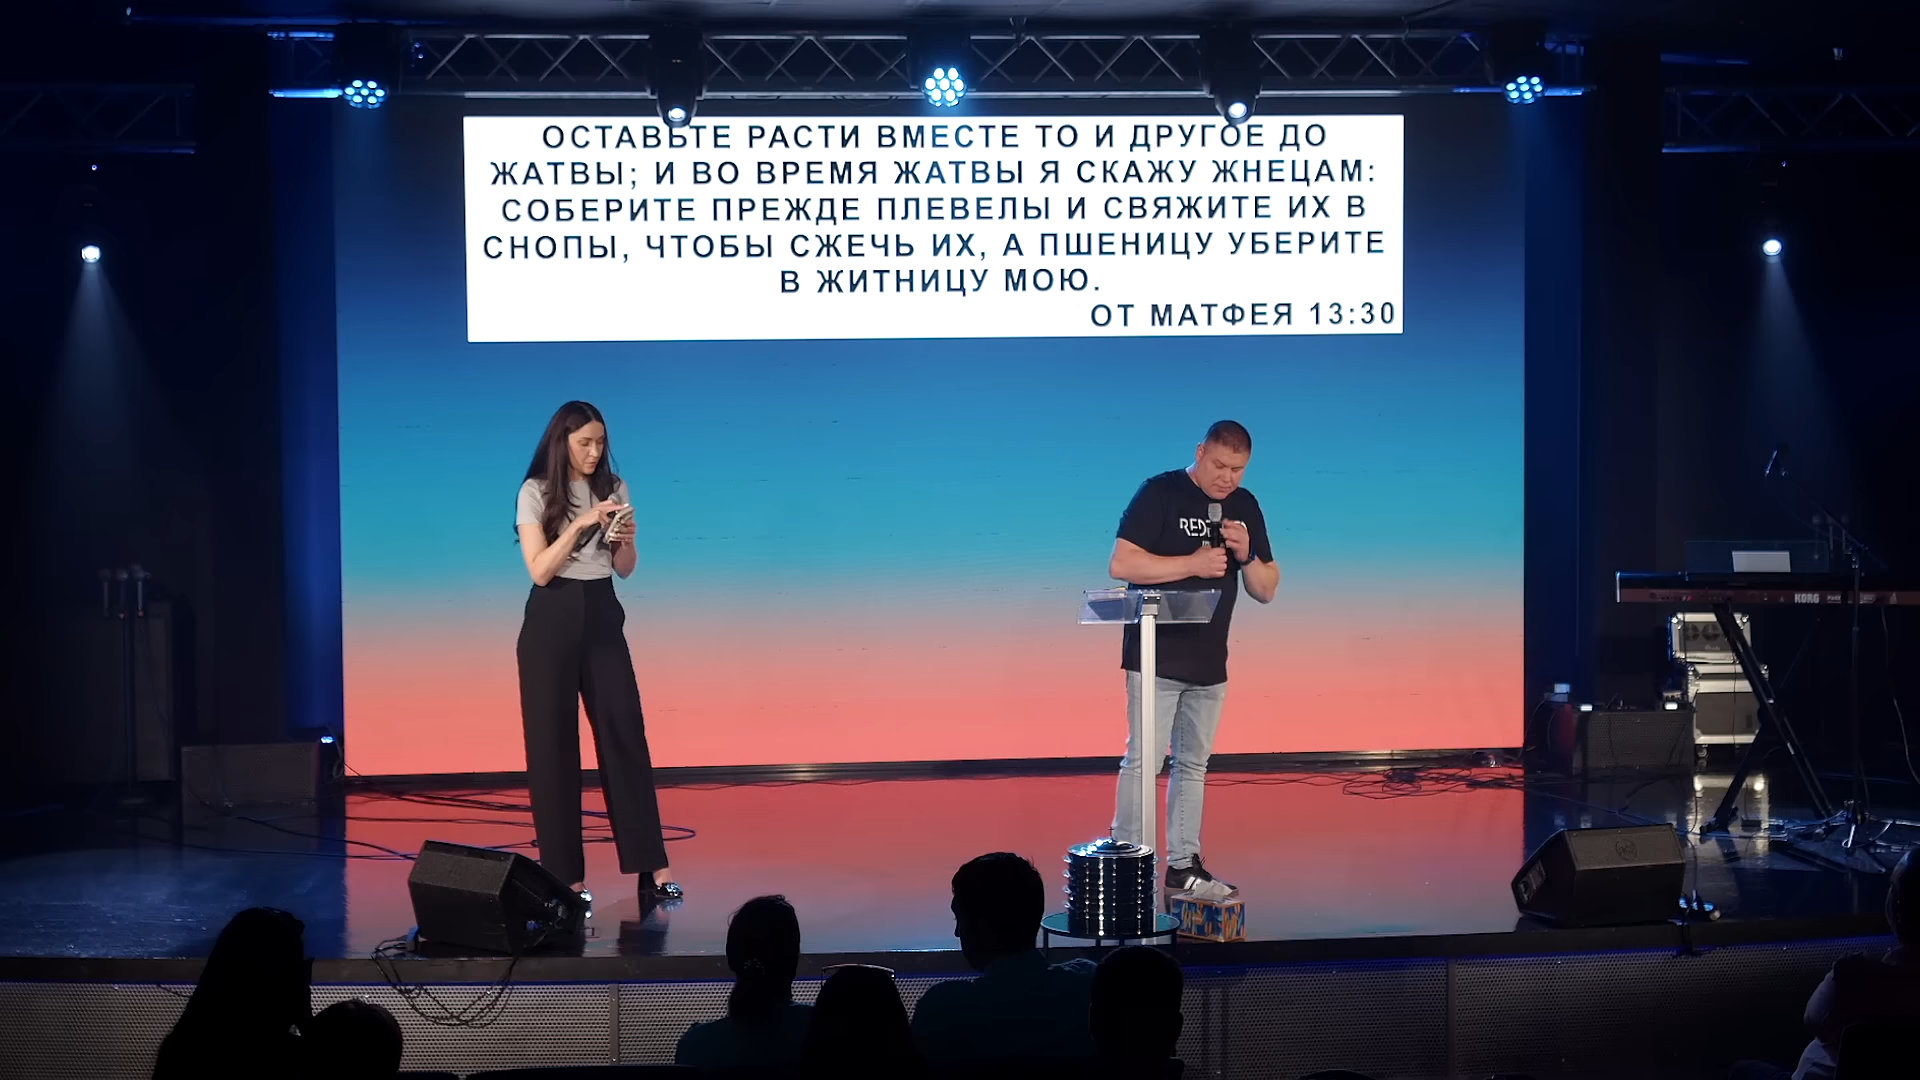 ОСТАВЬТЕ РАСТИ ВМЕСТЕ ТО И ДРУГОЕ ДО
ЖАТВЫ; И ВО ВРЕМЯ ЖАТВЫ Я СКАЖУ ЖНЕЦАМ:
СОБЕРИТЕ ПРЕЖДЕ ПЛЕВЕЛЫ И СВЯЖИТЕ ИХ В
СНОПЫ, ЧТОБЫ СЖЕЧЬ ИХ, А ПШЕНИЦУ УБЕРИТЕ
В ЖИТНИЦУ МОЮ.
ОТ МАТФЕЯ 13:30
KORG